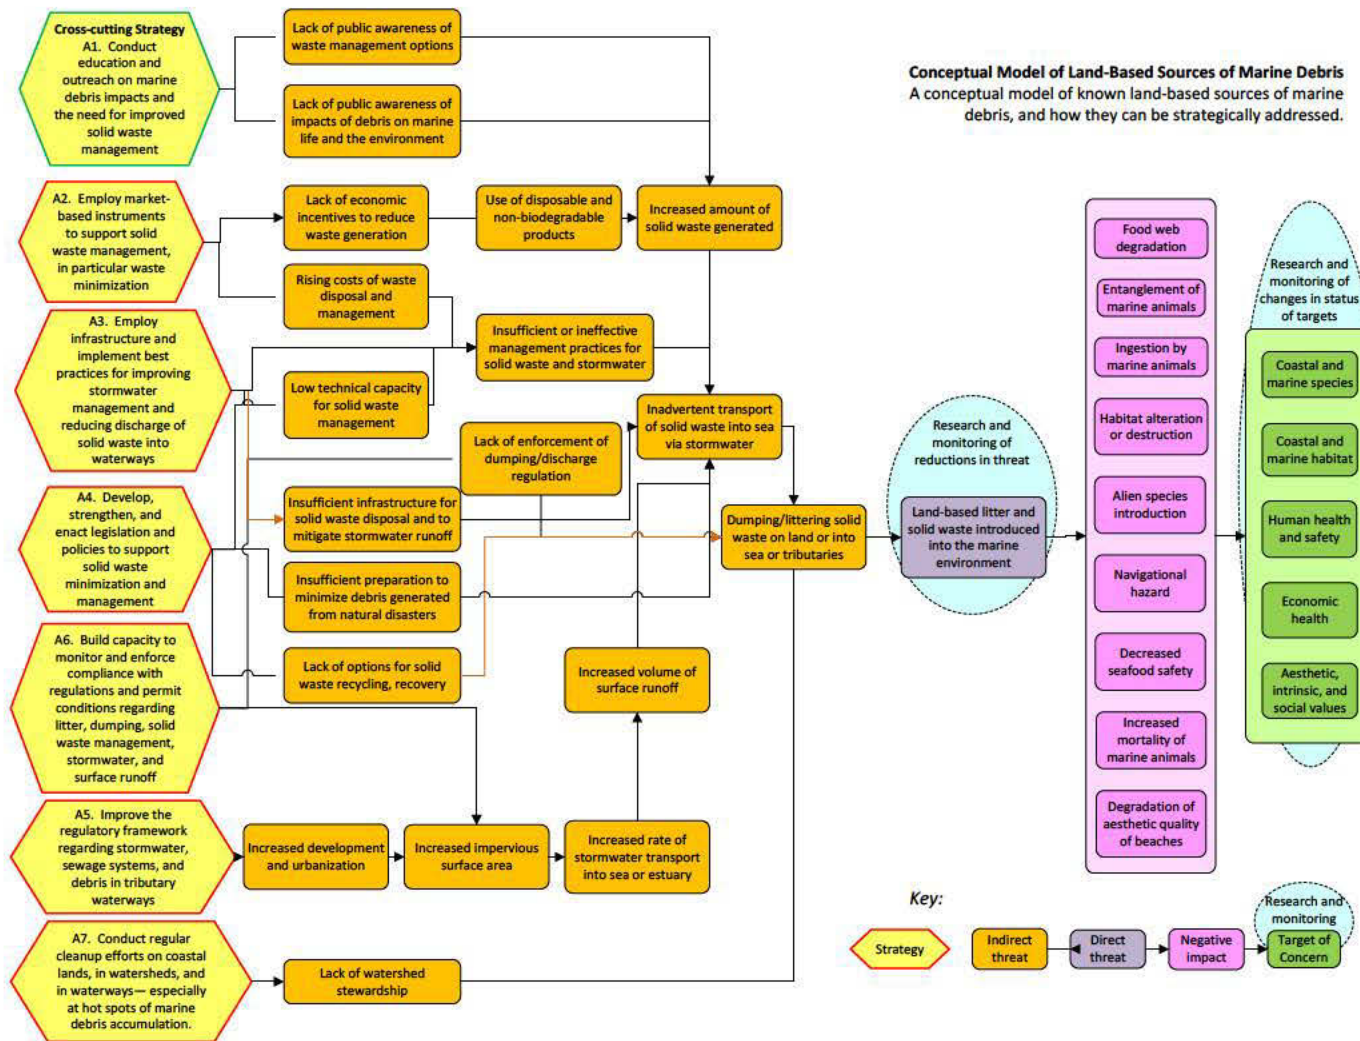 Cross-cutting Strategy
A1. Conduct
education and
outreach on marine
debris impacts and
the need for improved
solid waste
management
Lack of public awareness of
waste management options
Lack of public awareness of
impacts of debris on marine
life and the environment
Conceptual Model of Land-Based Sources of Marine Debris
A conceptual model of known land-based sources of marine
debris, and how they can be strategically addressed.
A2. Employ market-
based instruments
to support solid
waste management,
in particular waste
minimization
Lack of economic
incentives to reduce
waste generation
Use of disposable and
non-biodegradable
products
Increased amount of
solid waste generated
Rising costs of waste
disposal and
management
A3. Employ
infrastructure and
implement best
practices for improving
stormwater
management and
reducing discharge of
solid waste into
waterways
Insufficient or ineffective
management practices for
solid waste and stormwater
Low technical capacity
for solid waste
management
Inadvertent transport
of solid waste into sea
via stormwater
Lack of enforcement of
dumping/discharge
regulation
A4. Develop,
strengthen, and
enact legislation and
policies to support
solid waste
minimization and
management
Insufficient infrastructure for
solid waste disposal and to
mitigate stormwater runoff
Dumping/littering solid
waste on land or into
sea or tributaries
Insufficient preparation to
minimize debris generated
from natural disasters
A6. Build capacity to
monitor and enforce
compliance with
regulations and permit
conditions regarding
litter, dumping, solid
waste management,
stormwater, and
surface runoff
Lack of options for solid
waste recycling, recovery
Increased volume of
surface runoff
A5. Improve the
regulatory framework
regarding stormwater,
sewage systems, and
debris in tributary
waterways
Increased development
and urbanization
Increased impervious
surface area
Increased rate of
stormwater transport
into sea or estuary
A7. Conduct regular
cleanup efforts on coastal
lands, in watersheds, and
in waterways— especially
at hot spots of marine
debris accumulation.
Lack of watershed
stewardship
Research and
monitoring of
reductions in threat
Land-based litter and
solid waste introduced
into the marine
environment
Food web
degradation
Entanglement of
marine animals
Ingestion by
marine animals
Habitat alteration
or destruction
Alien species
introduction
Navigational
hazard
Decreased
seafood safety
Increased
mortality of
marine animals
Degradation of
aesthetic quality
of beaches
Research and
monitoring of
changes in status
of targets
Coastal and
marine species
Coastal and
marine habitat
Human health
and safety
Economic
health
Aesthetic,
intrinsic, and
social values
Key:
Strategy
Indirect
threat
Direct
threat
Negative
impact
Research and
monitoring
Target of
Concern